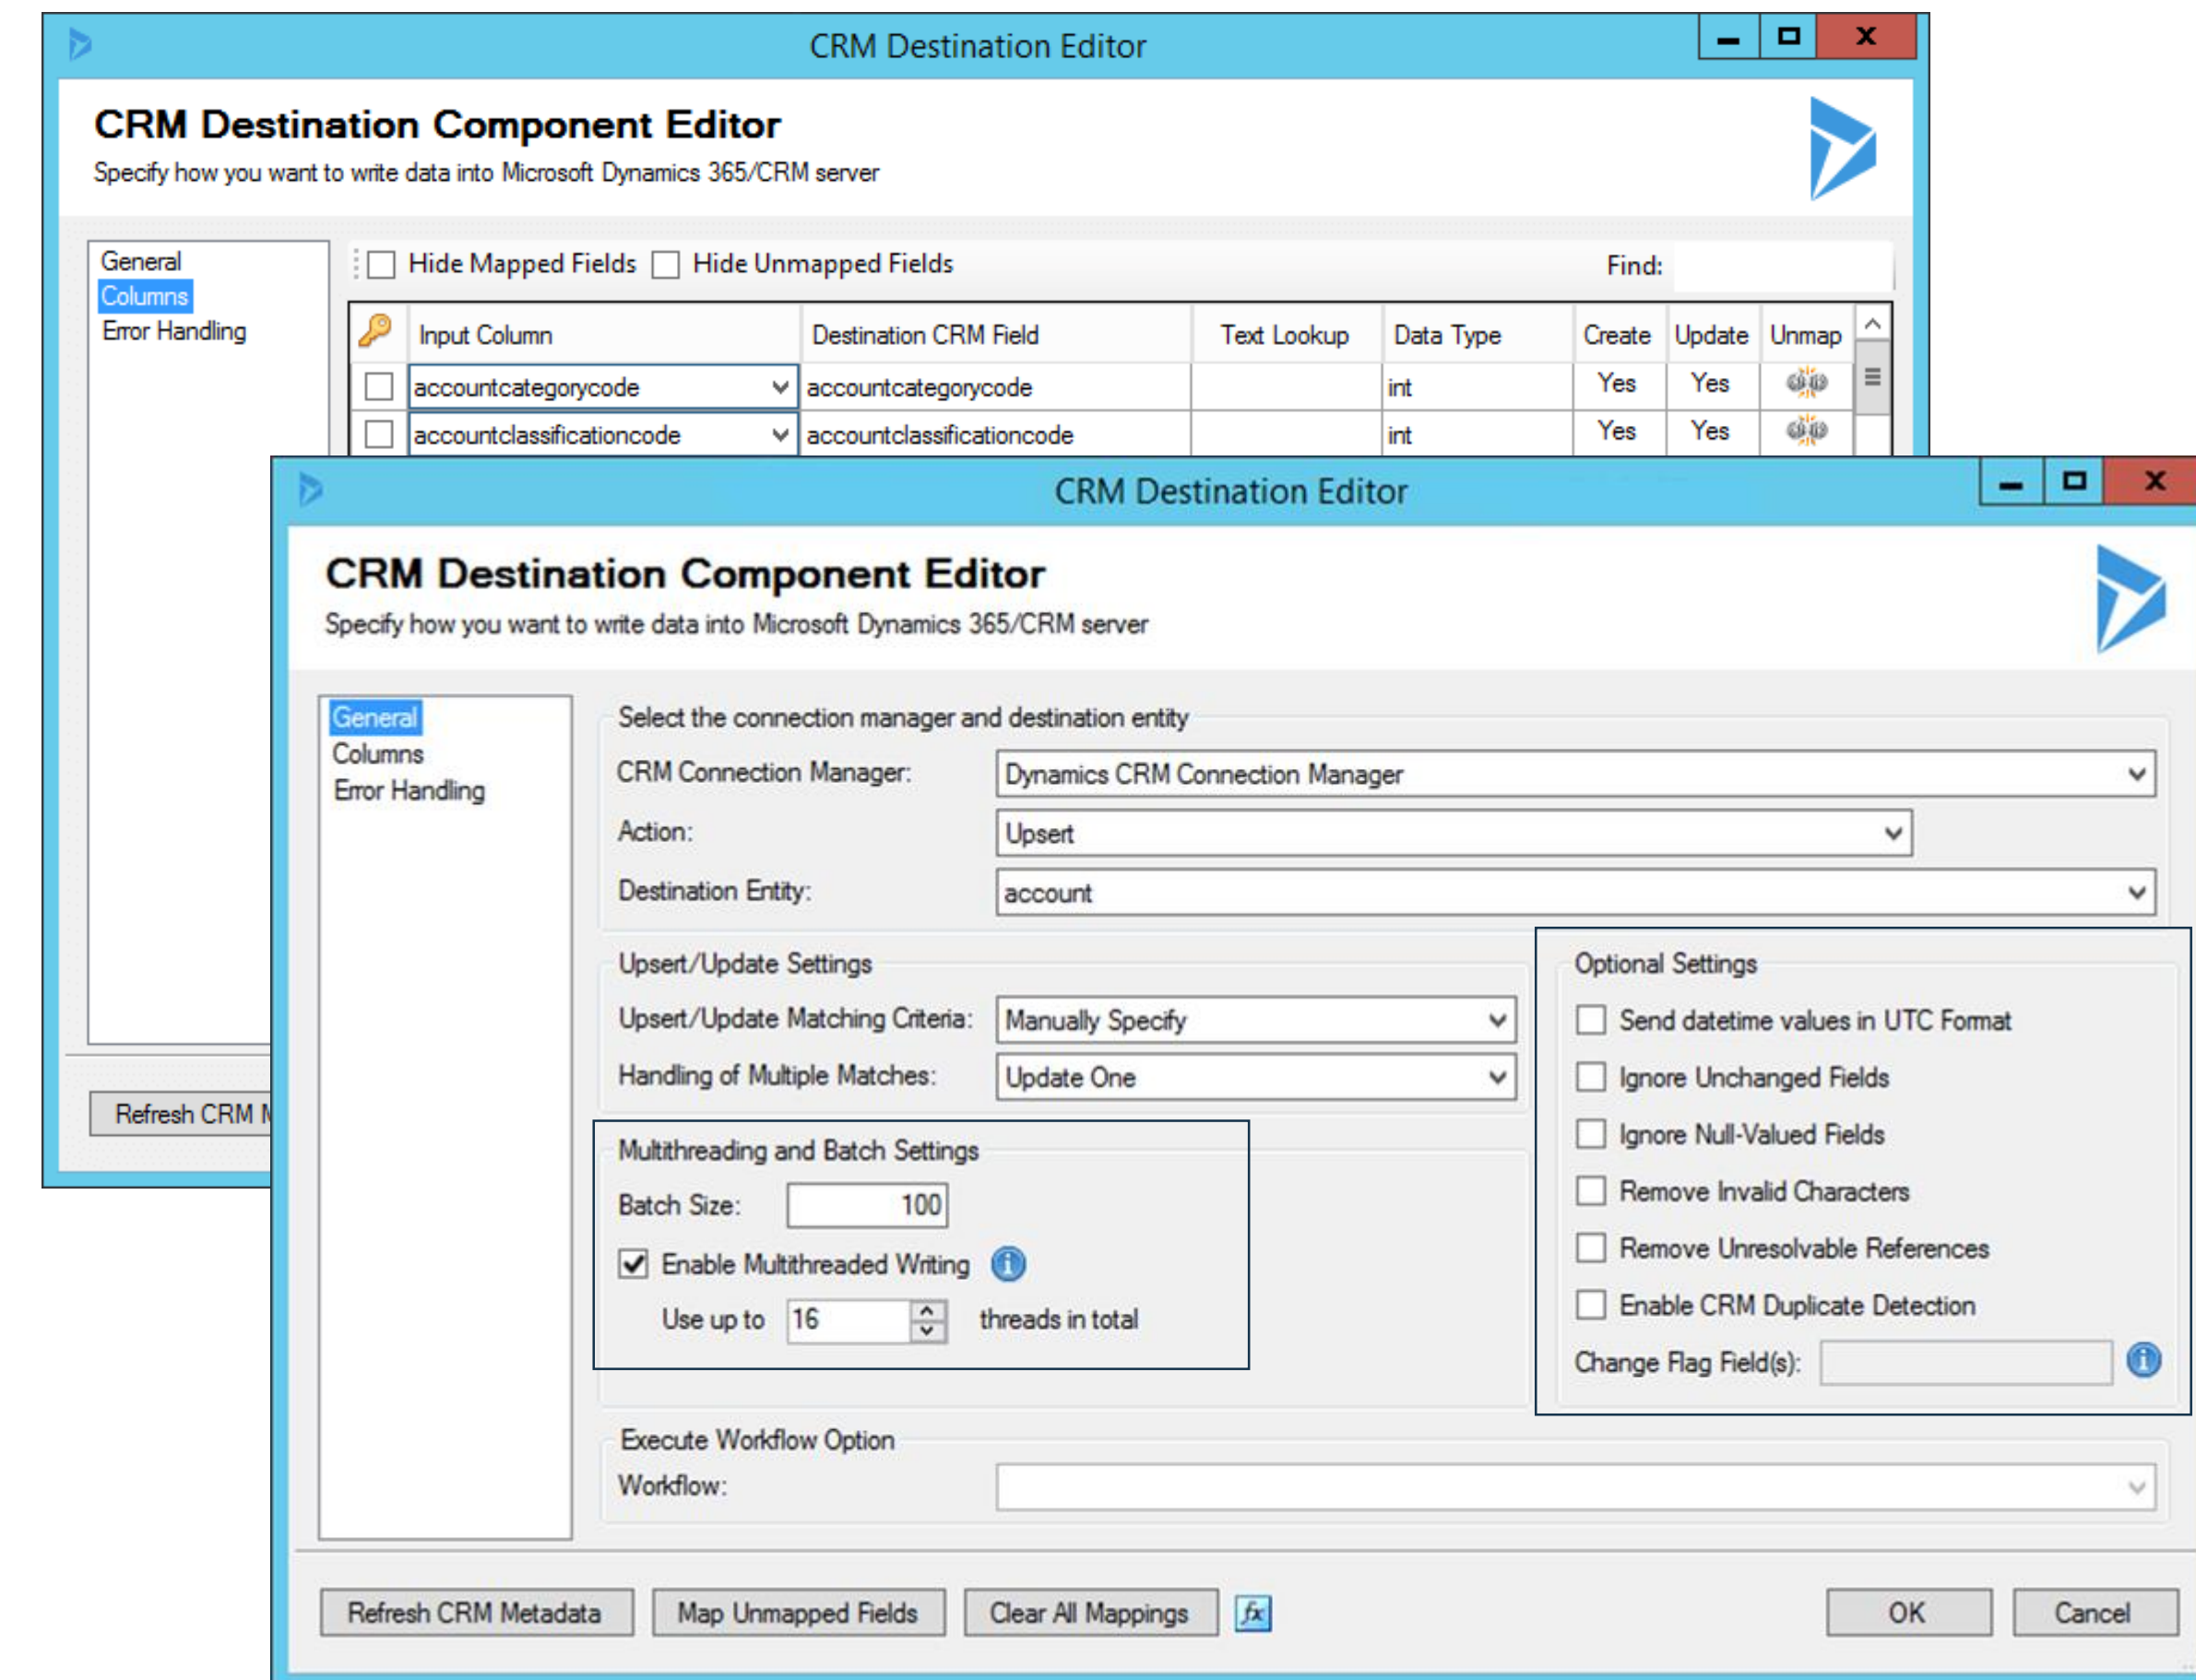 CRM Destination Editor
X
CRM Destination Component Editor
Specify how you want to write data into Microsoft Dynamics 365/CRM server
General
Columns
Error Handling
Hide Mapped Fields Hide Unmapped Fields Find:
Input Column Destination CRM Field Text Lookup Data Type Create Update Unmap
accountcategorycode accountcategorycode int Yes Yes
accountclassificationcode accountclassificationcode int Yes Yes
Refresh CRM
CRM Destination Editor
X
CRM Destination Component Editor
Specify how you want to write data into Microsoft Dynamics 365/CRM server
General
Columns
Error Handling
Select the connection manager and destination entity
CRM Connection Manager: Dynamics CRM Connection Manager
Action: Upsert
Destination Entity: account
Upsert/Update Settings
Upsert/Update Matching Criteria: Manually Specify
Handling of Multiple Matches: Update One
Multithreading and Batch Settings
Batch Size: 100
Enable Multithreaded Writing
Use up to 16 threads in total
Optional Settings
Send datetime values in UTC Format
Ignore Unchanged Fields
Ignore Null-Valued Fields
Remove Invalid Characters
Remove Unresolvable References
Enable CRM Duplicate Detection
Change Flag Field(s):
Execute Workflow Option
Workflow:
Refresh CRM Metadata Map Unmapped Fields Clear All Mappings fx OK Cancel